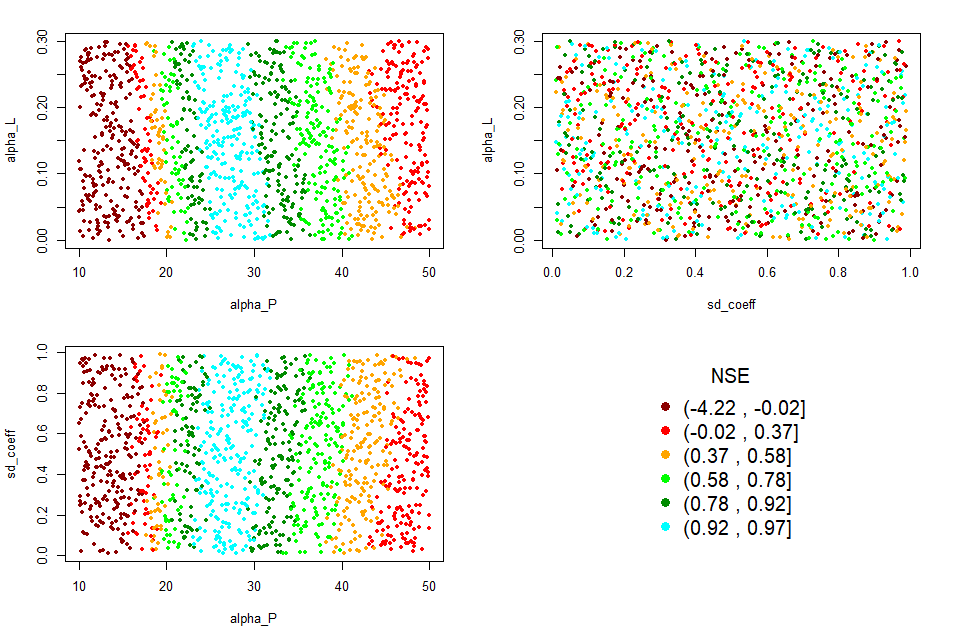 0.30
0.20
0.10
0.00
alpha_L
10 20 30 40 50
alpha_P
0.30
0.20
0.10
0.00
alpha_L
0.0 0.2 0.4 0.6 0.8 1.0
sd_coeff
1.0
0.8
0.6
0.4
0.2
0.0
sd_coeff
10 20 30 40 50
alpha_P
NSE
(-4.22 , -0.02]
(-0.02 , 0.37]
(0.37 , 0.58]
(0.58 , 0.78]
(0.78 , 0.92]
(0.92 , 0.97]